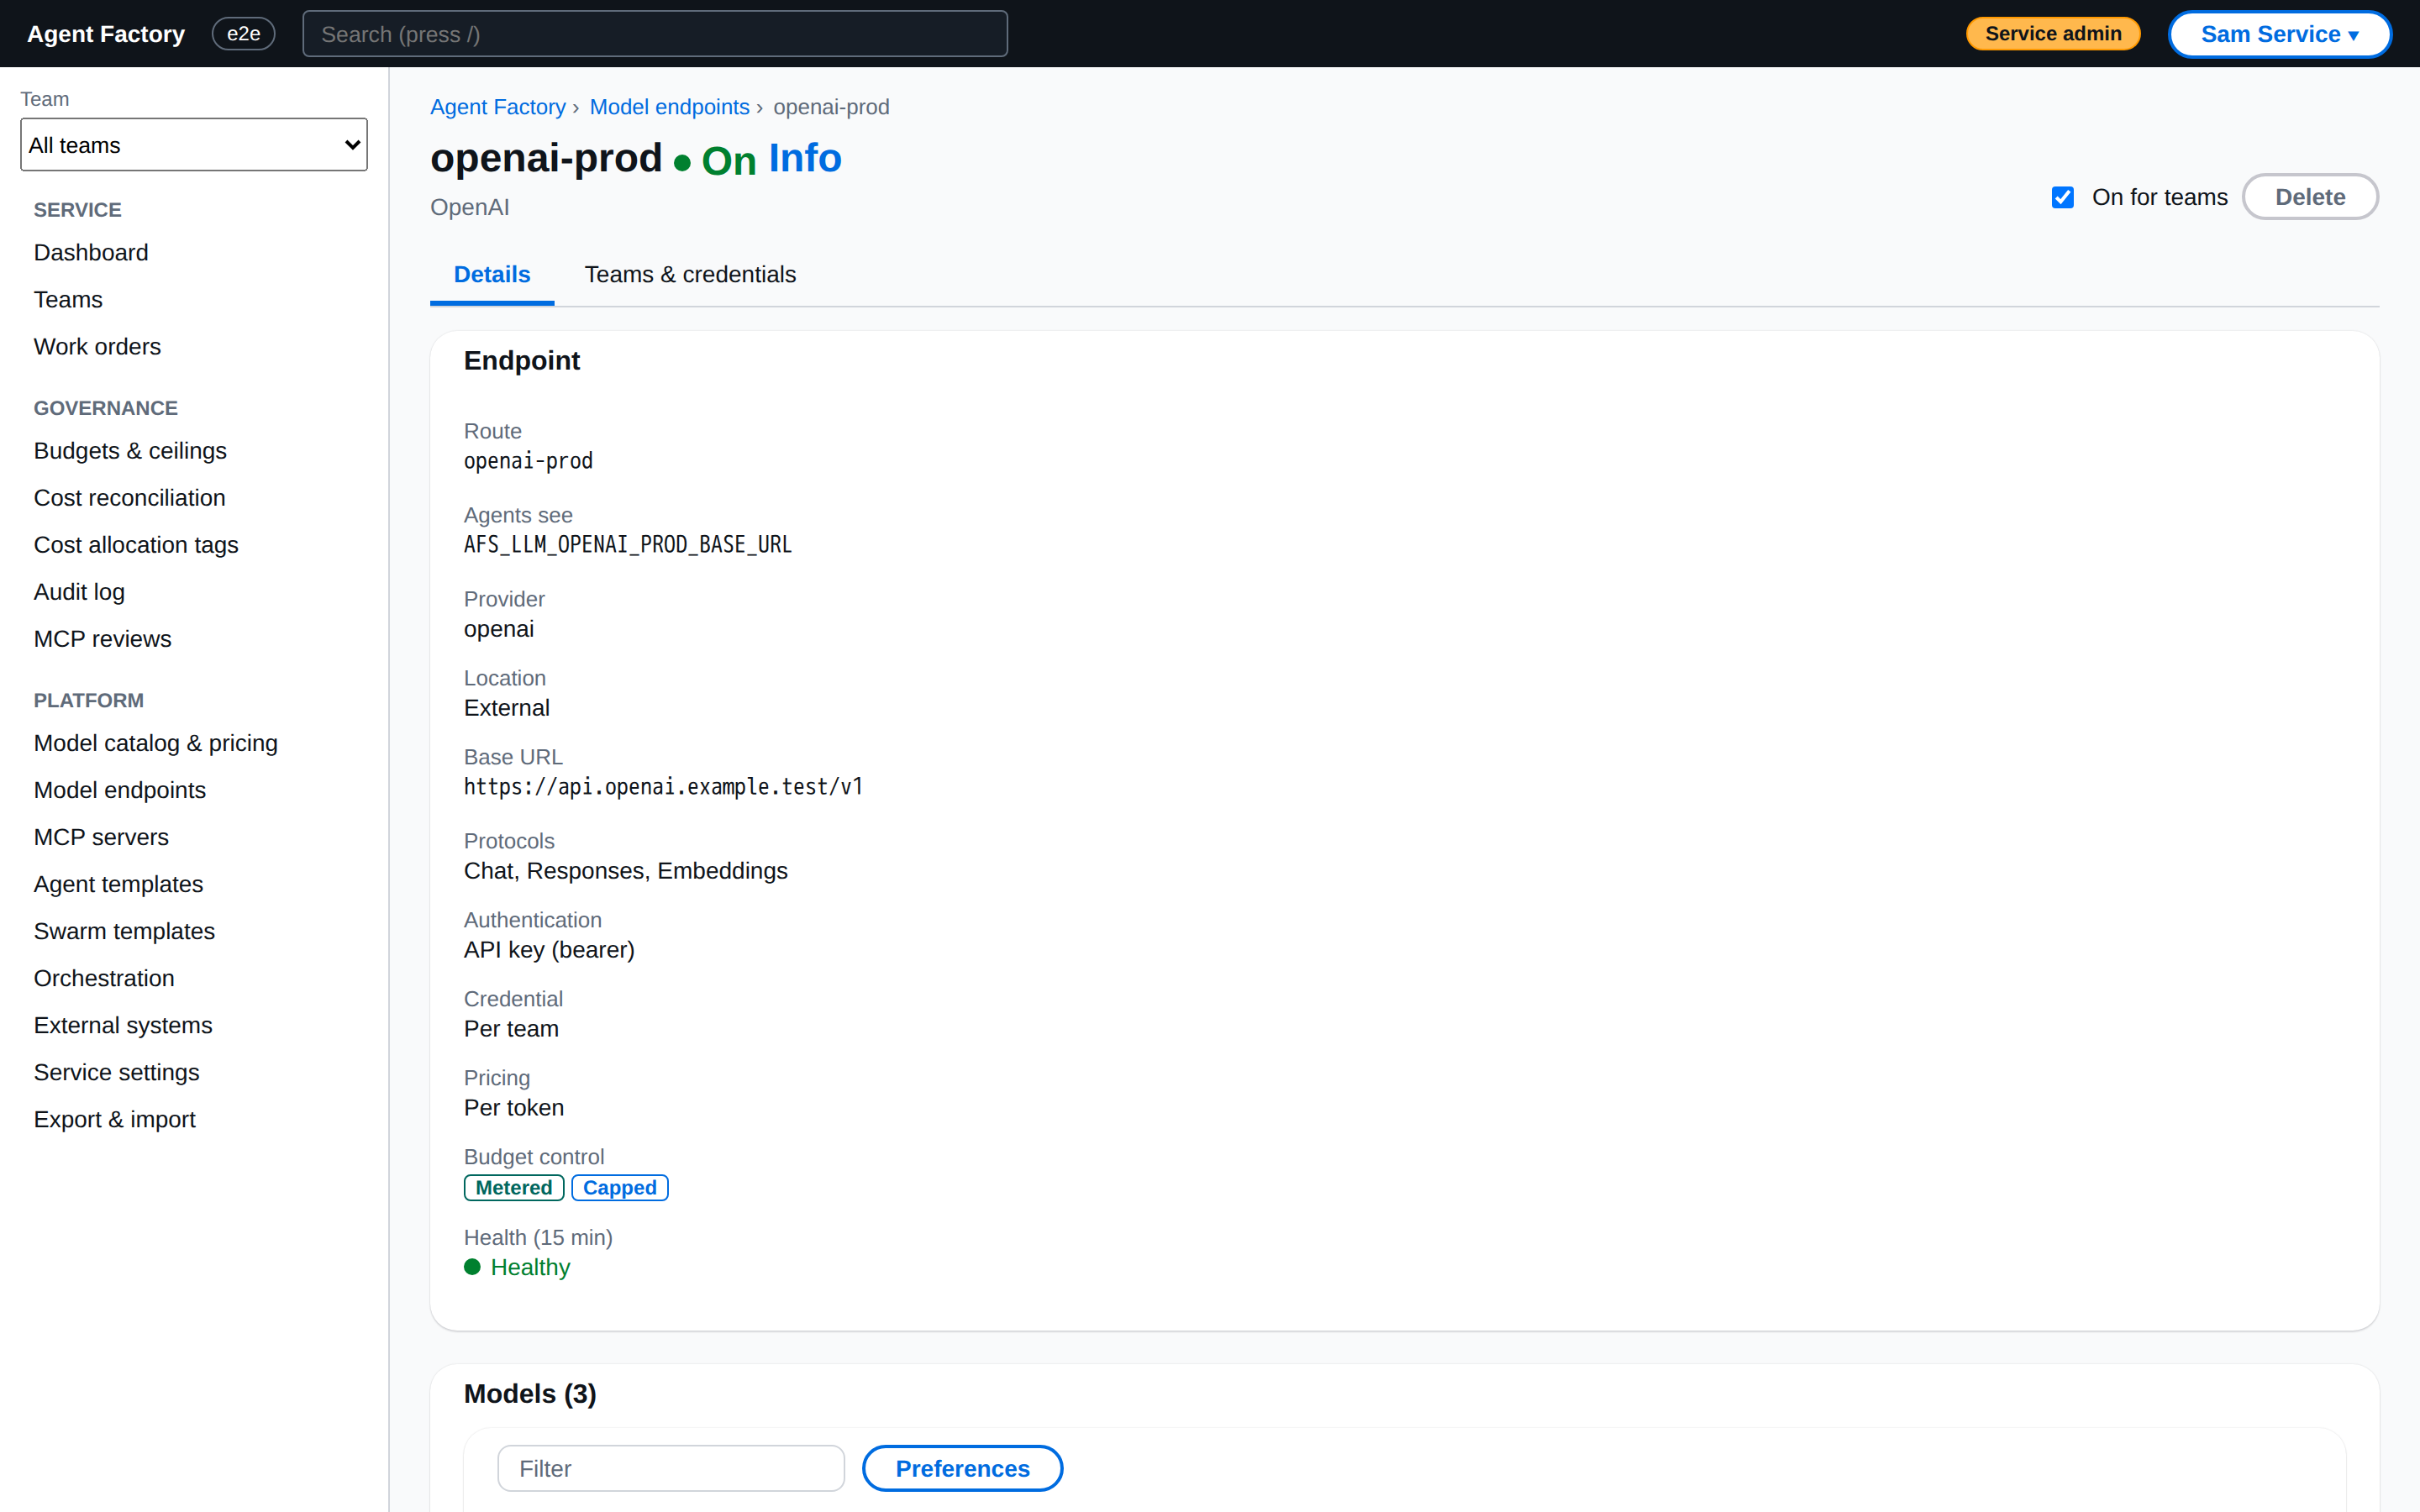 Agent Factory
e2e
Search (press /)
Service admin
Sam Service ▾
Team
All teams
SERVICE
Dashboard
Teams
Work orders
GOVERNANCE
Budgets & ceilings
Cost reconciliation
Cost allocation tags
Audit log
MCP reviews
PLATFORM
Model catalog & pricing
Model endpoints
MCP servers
Agent templates
Swarm templates
Orchestration
External systems
Service settings
Export & import
Agent Factory › Model endpoints › openai-prod
openai-prod ● On Info
OpenAI
On for teams
Delete
Details
Teams & credentials
Endpoint
Route
openai-prod
Agents see
AFS_LLM_OPENAI_PROD_BASE_URL
Provider
openai
Location
External
Base URL
https://api.openai.example.test/v1
Protocols
Chat, Responses, Embeddings
Authentication
API key (bearer)
Credential
Per team
Pricing
Per token
Budget control
Metered Capped
Health (15 min)
Healthy
Models (3)
Filter
Preferences